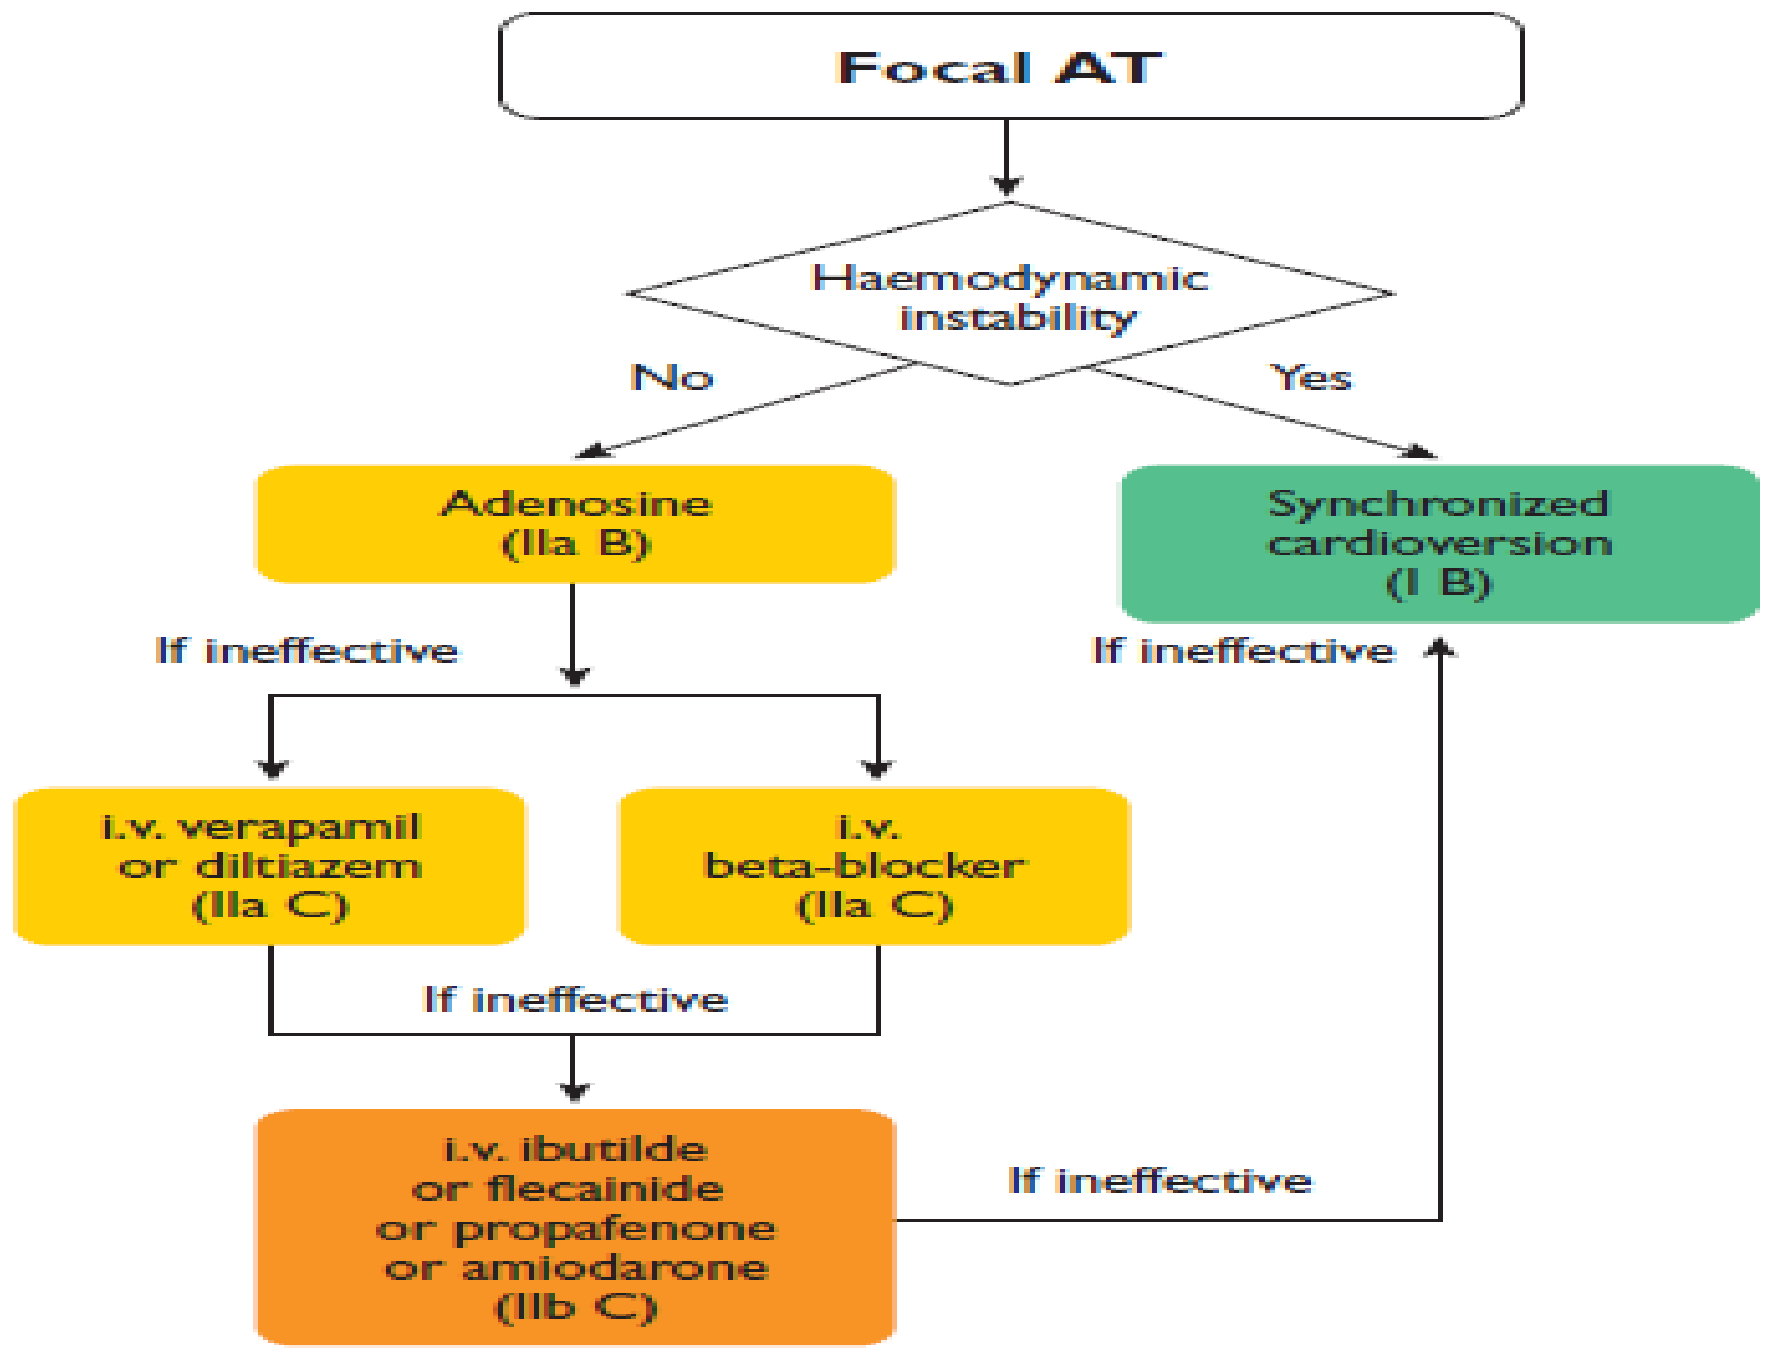 Focal AT
Haemodynamic
instability
No
Yes
Adenosine
(IIa B)
Synchronized
cardioversion
(I B)
If ineffective
If ineffective
i.v. verapamil
or diltiazem
(IIa C)
i.v.
beta-blocker
(IIa C)
If ineffective
i.v. ibutilde
or flecainide
or propafenone
or amiodarone
(IIb C)
If ineffective